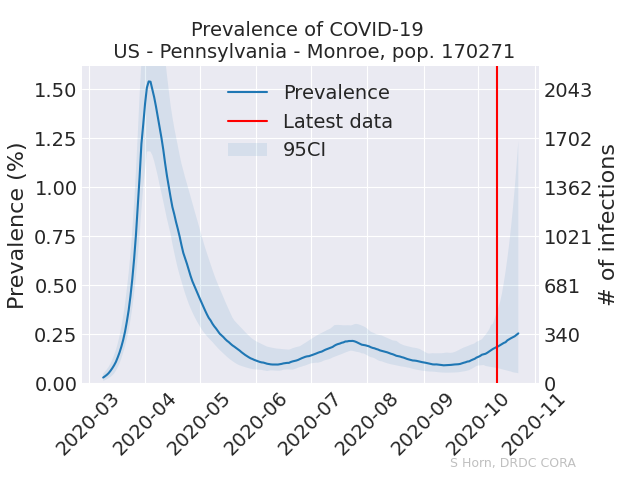 Prevalence of COVID-19
US - Pennsylvania - Monroe, pop. 170271
Prevalence (%)
1.50
1.25
1.00
0.75
0.50
0.25
0.00
Prevalence
Latest data
95CI
2043
1702
1362
1021
681
340
0
# of infections
2020-03
2020-04
2020-05
2020-06
2020-07
2020-08
2020-09
2020-10
2020-11
S Horn, DRDC CORA